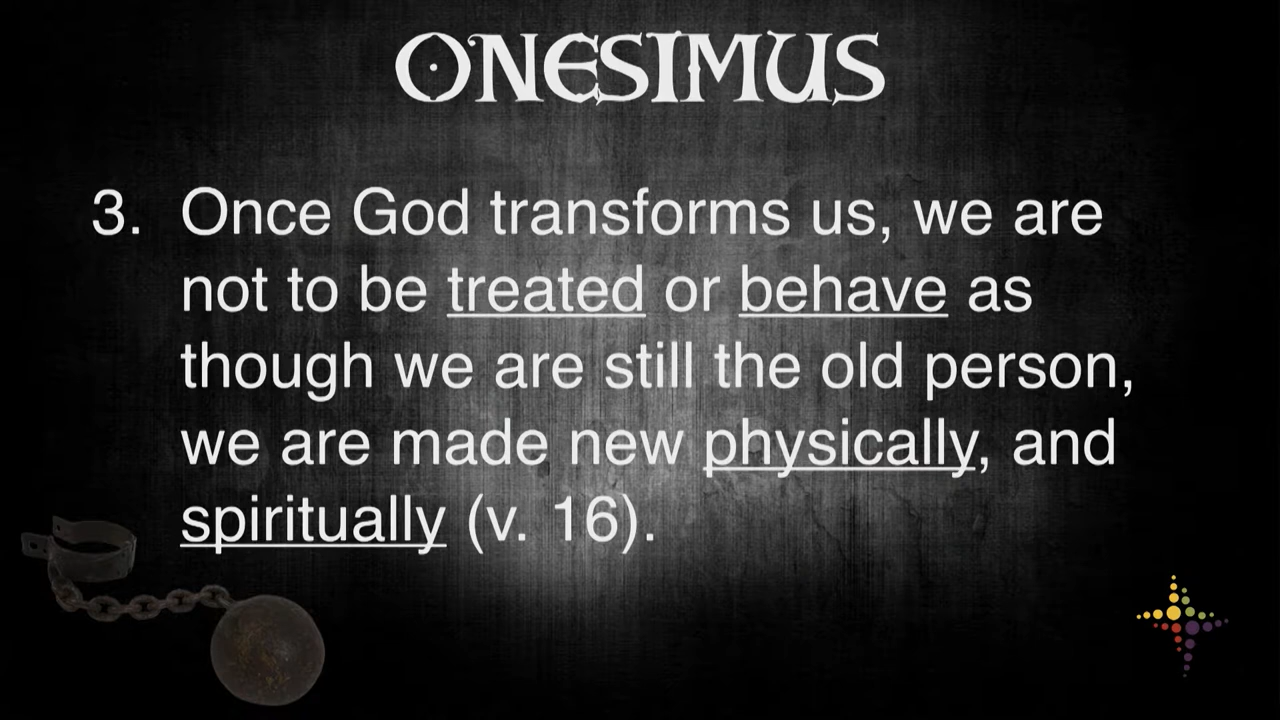 ONESIMUS
3. Once God transforms us, we are
not to be treated or behave as
though we are still the old person,
we are made new physically, and
spiritually (v. 16).